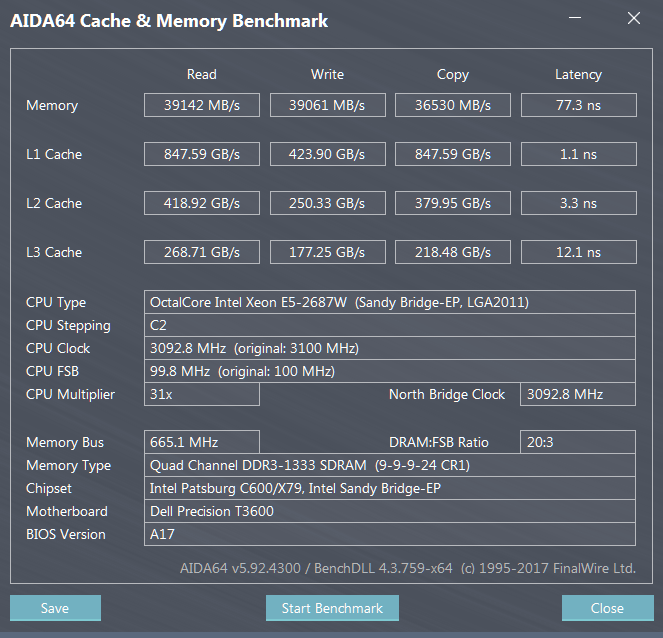 AIDA64 Cache & Memory Benchmark
Read Write Copy Latency
Memory 39142 MB/s 39061 MB/s 36530 MB/s 77.3 ns
L1 Cache 847.59 GB/s 423.90 GB/s 847.59 GB/s 1.1 ns
L2 Cache 418.92 GB/s 250.33 GB/s 379.95 GB/s 3.3 ns
L3 Cache 268.71 GB/s 177.25 GB/s 218.48 GB/s 12.1 ns
CPU Type OctalCore Intel Xeon E5-2687W (Sandy Bridge-EP, LGA2011)
CPU Stepping C2
CPU Clock 3092.8 MHz (original: 3100 MHz)
CPU FSB 99.8 MHz (original: 100 MHz)
CPU Multiplier 31x North Bridge Clock 3092.8 MHz
Memory Bus 665.1 MHz DRAM:FSB Ratio 20:3
Memory Type Quad Channel DDR3-1333 SDRAM (9-9-9-24 CR1)
Chipset Intel Patsburg C600/X79, Intel Sandy Bridge-EP
Motherboard Dell Precision T3600
BIOS Version A17
AIDA64 v5.92.4300 / BenchDLL 4.3.759-x64 (c) 1995-2017 FinalWire Ltd.
Save Start Benchmark Close